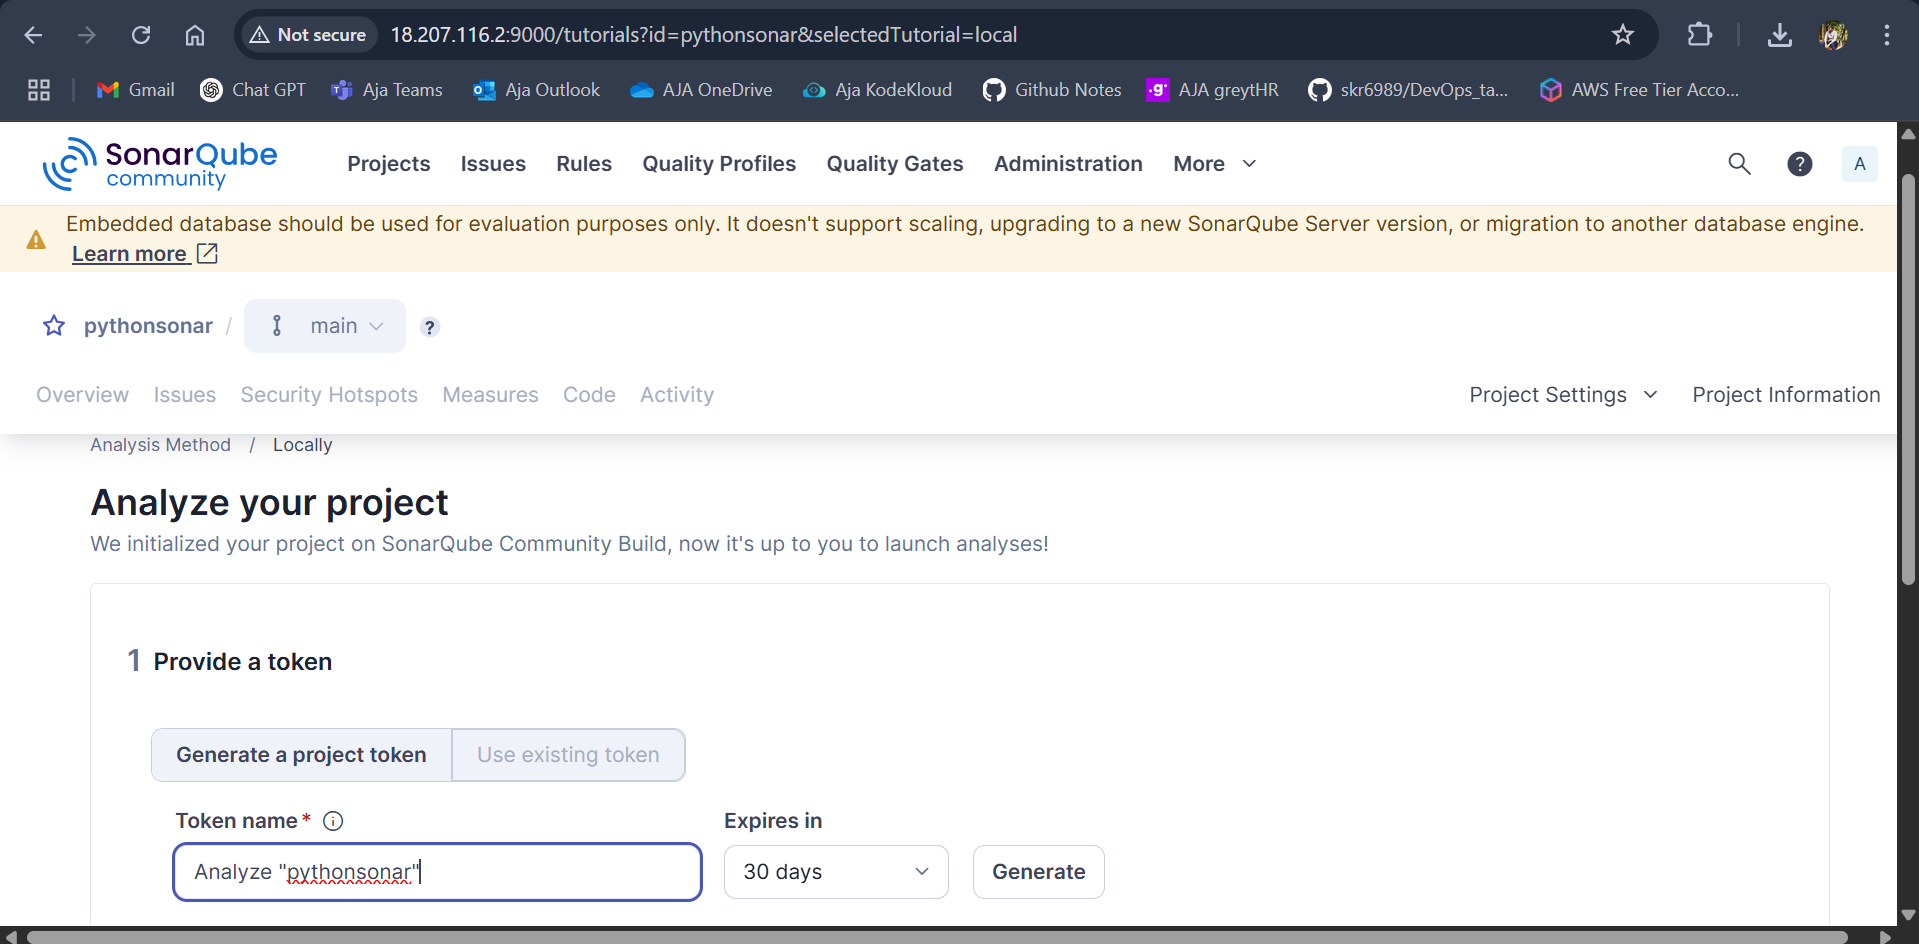 Not secure 18.207.116.2:9000/tutorials?id=pythonsonar&selectedTutorial=local
Gmail Chat GPT Aja Teams Aja Outlook AJA OneDrive Aja KodeKloud Github Notes .g' AJA greytHR skr6989/DevOps_ta... AWS Free Tier Acco...
SonarQube
community
Projects Issues Rules Quality Profiles Quality Gates Administration More ? A
Embedded database should be used for evaluation purposes only. It doesn't support scaling, upgrading to a new SonarQube Server version, or migration to another database engine.
Learn more
pythonsonar / main ?
Overview Issues Security Hotspots Measures Code Activity Project Settings Project Information
Analysis Method / Locally
Analyze your project
We initialized your project on SonarQube Community Build, now it's up to you to launch analyses!
1 Provide a token
Generate a project token Use existing token
Token name* Expires in
Analyze "pythonsonar" 30 days Generate